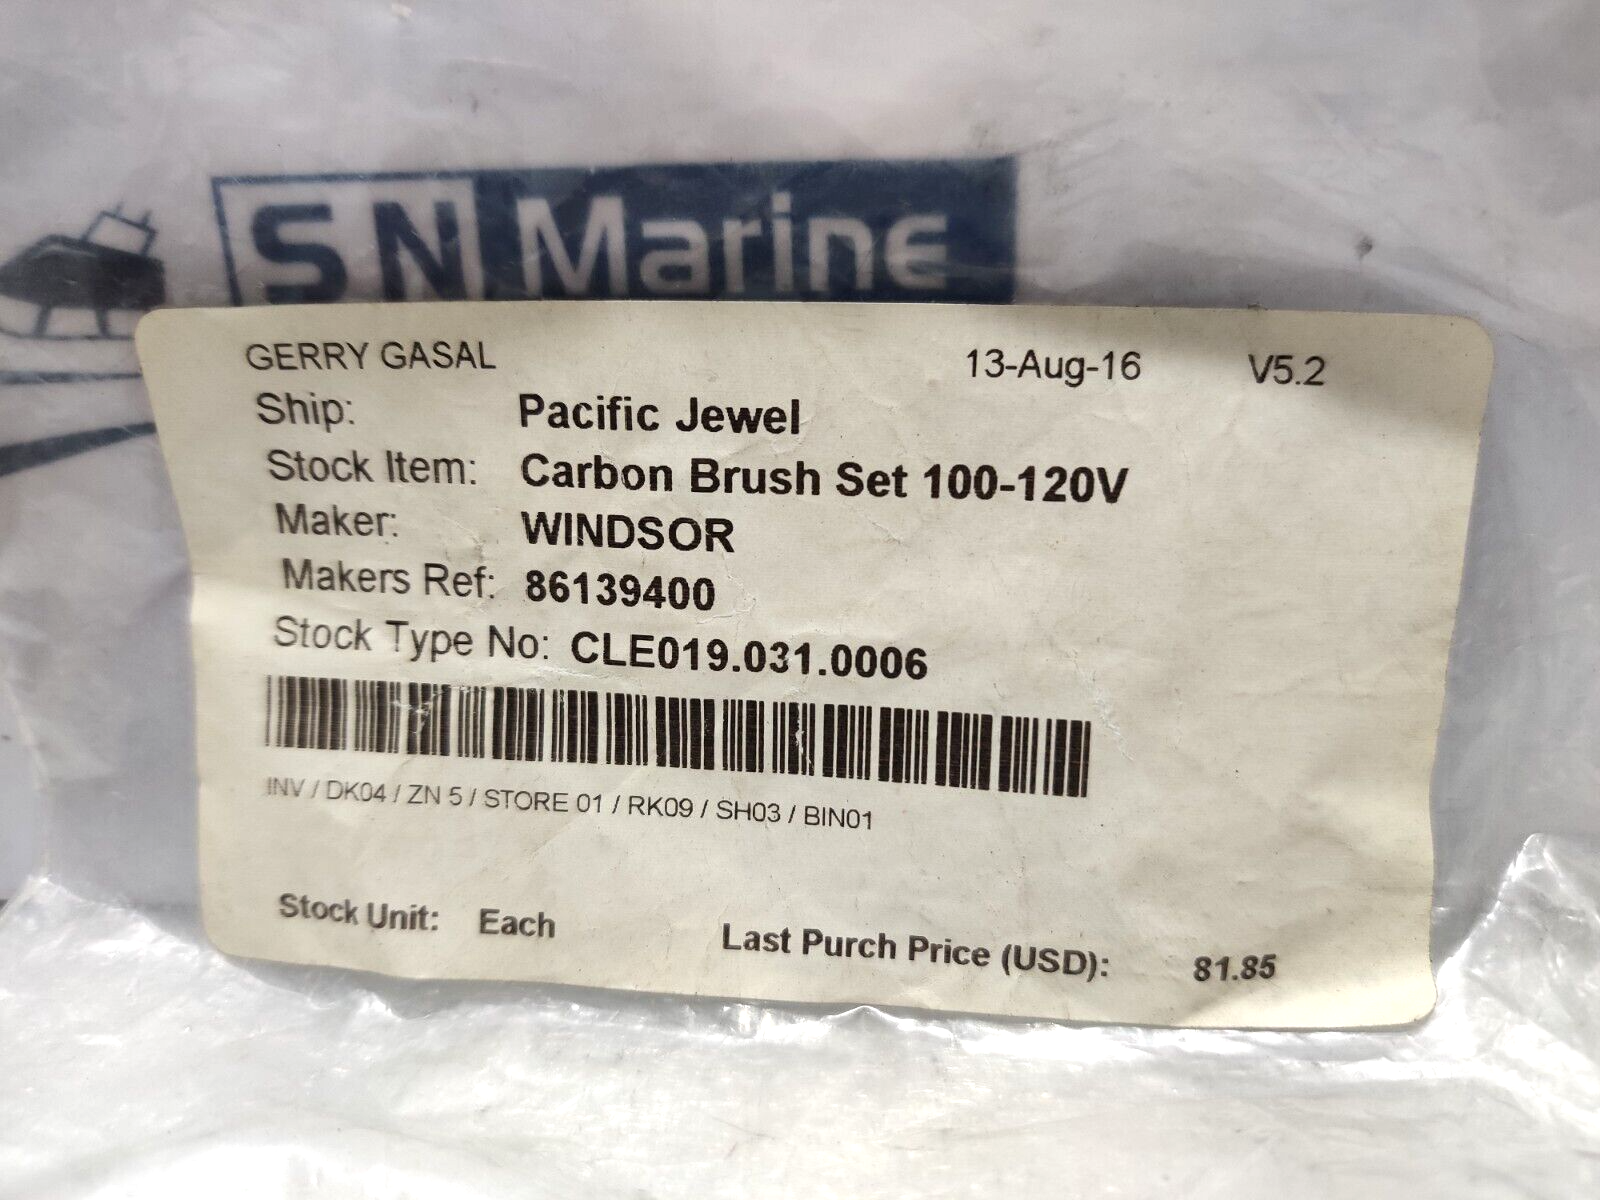 SN Marine
GERRY GASAL 13-Aug-16 V5.2
Ship: Pacific Jewel
Stock Item: Carbon Brush Set 100-120V
Maker: WINDSOR
Makers Ref: 86139400
Stock Type No: CLE019.031.0006
INV / DK04 / ZN 5 / STORE 01 / RK09 / SH03 / BIN01
Stock Unit: Each Last Purch Price (USD): 81.85